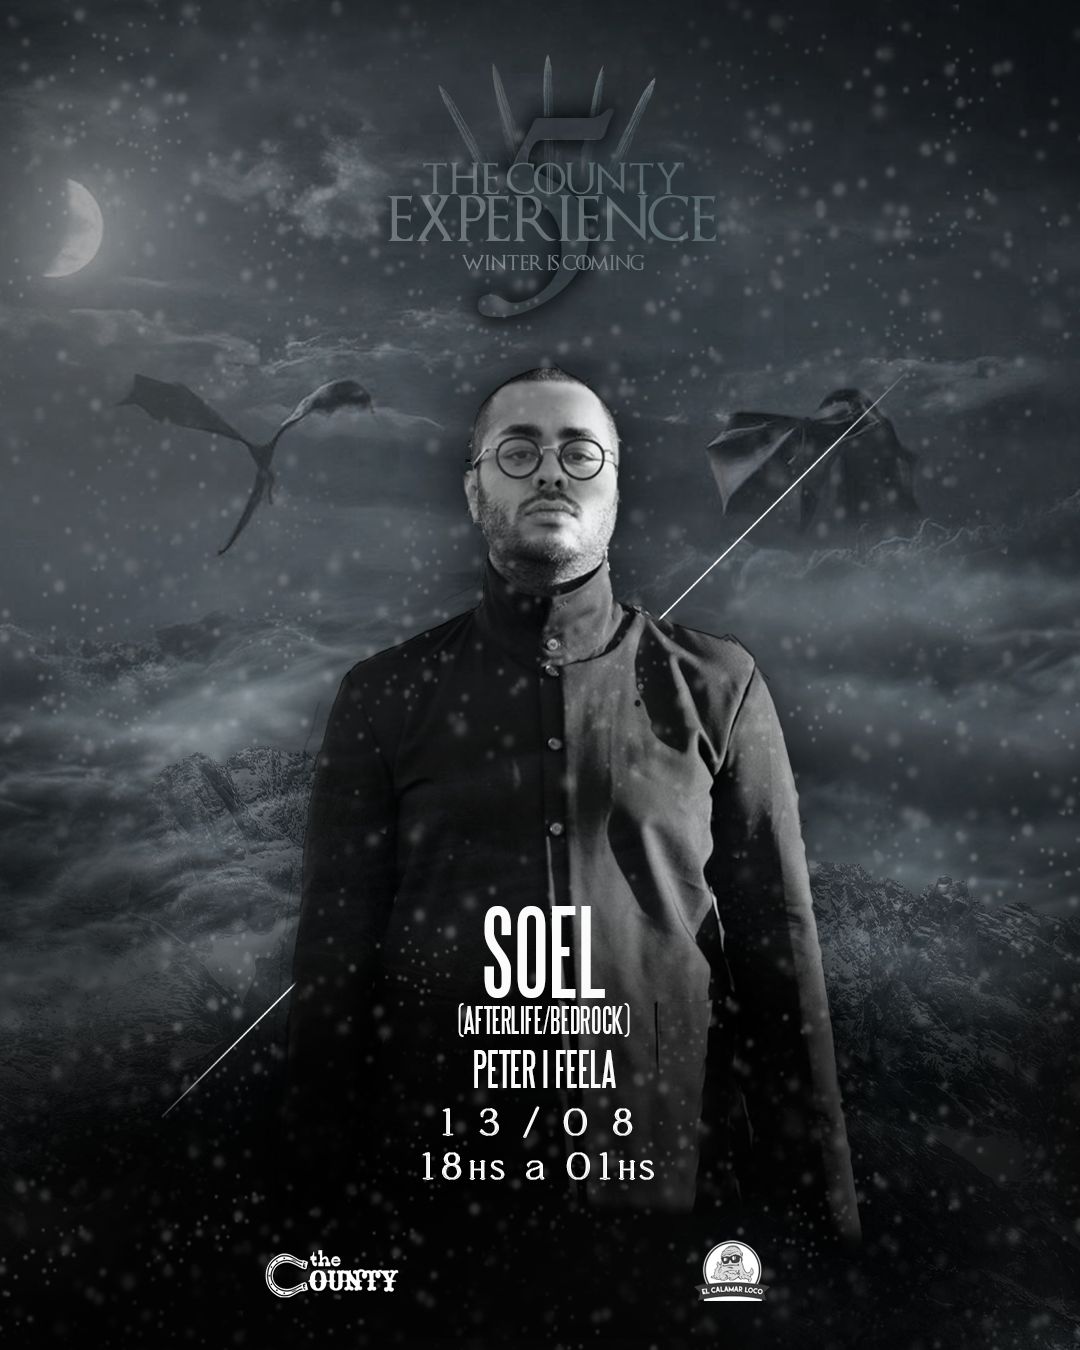 5
THE COUNTY
EXPERIENCE
WINTER IS COMING
SOEL
(AFTERLIFE/BEDROCK)
PETER I FEELA
13/08
18HS a 01HS
the
COUNTY
EL CALAMAR LOCO